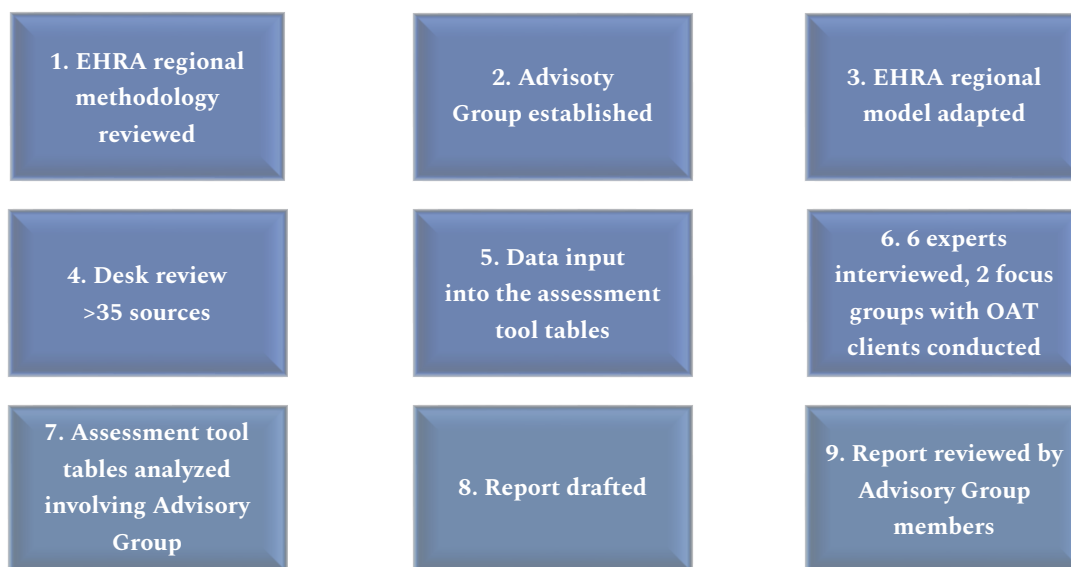 1. EHRA regional
methodology
reviewed
2. Advisoty
Group established
3. EHRA regional
model adapted
4. Desk review
>35 sources
5. Data input
into the assessment
tool tables
6. 6 experts
interviewed, 2 focus
groups with OAT
clients conducted
7. Assessment tool
tables analyzed
involving Advisory
Group
8. Report drafted
9. Report reviewed by
Advisory Group
members